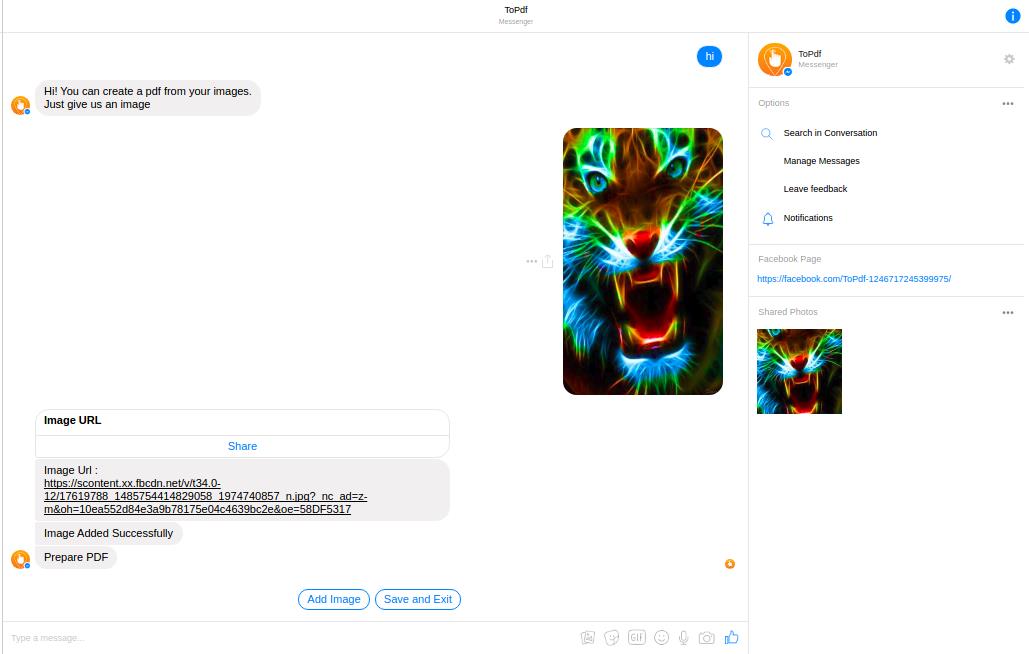 ToPdf
Messenger
hi
Hi! You can create a pdf from your images.
Just give us an image
Image URL
Share
Image Url :
https://scontent.xx.fbcdn.net/v/t34.0-
12/17619788_1485754414829058_1974740857_n.jpg?_nc_ad=z-
m&oh=10ea552d84e3a9b78175e04c4639bc2e&oe=58DF5317
Image Added Successfully
Prepare PDF
Add Image
Save and Exit
Type a message...
GIF
ToPdf
Messenger
Options
Search in Conversation
Manage Messages
Leave feedback
Notifications
Facebook Page
https://facebook.com/ToPdf-1246717245399975/
Shared Photos